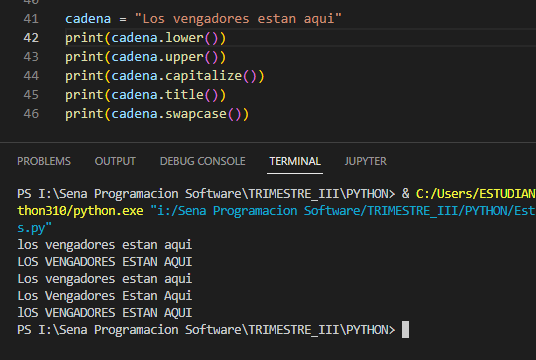 41 cadena = "Los vengadores estan aqui"
42 print(cadena.lower())
43 print(cadena.upper())
44 print(cadena.capitalize())
45 print(cadena.title())
46 print(cadena.swapcase())
PROBLEMS OUTPUT DEBUG CONSOLE TERMINAL JUPYTER
PS I:\Sena Programacion Software\TRIMESTRE_III\PYTHON> & C:/Users/ESTUDIAN
thon310/python.exe "i:/Sena Programacion Software/TRIMESTRE_III/PYTHON/Est
s.py"
los vengadores estan aqui
LOS VENGADORES ESTAN AQUI
Los vengadores estan aqui
Los Vengadores Estan Aqui
lOS VENGADORES ESTAN AQUI
PS I:\Sena Programacion Software\TRIMESTRE_III\PYTHON>